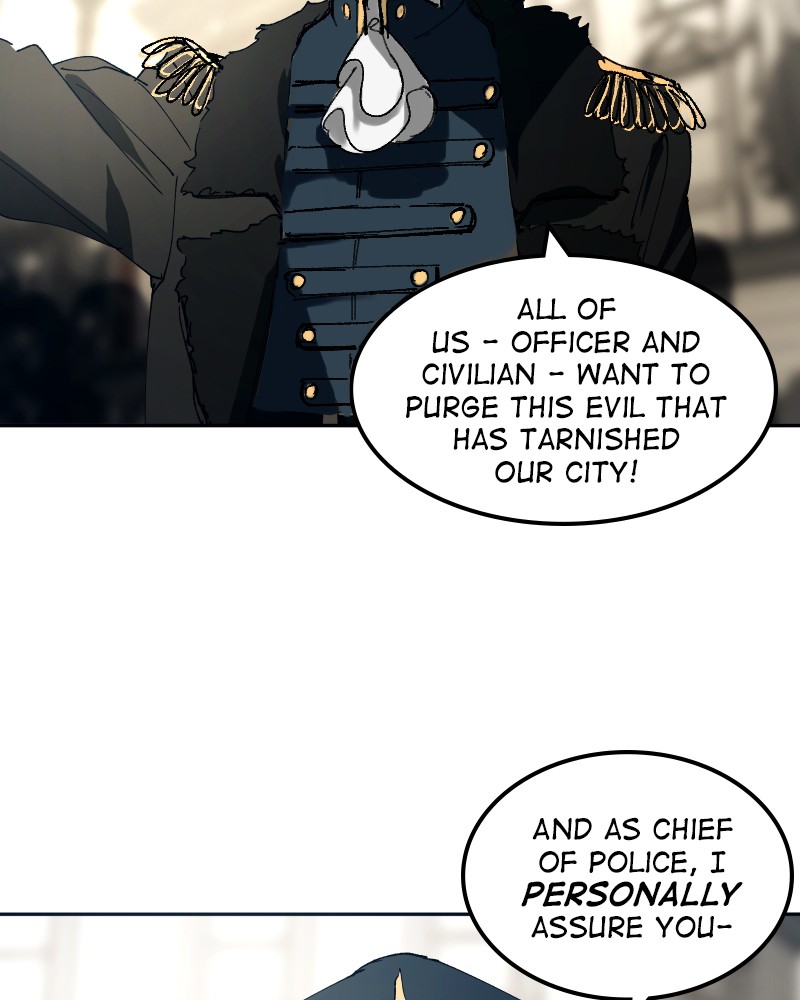 ALL OF
US - OFFICER AND
CIVILIAN - WANT TO
PURGE THIS EVIL THAT
HAS TARNISHED
OUR CITY!
AND AS CHIEF
OF POLICE, I
PERSONALLY
ASSURE YOU-